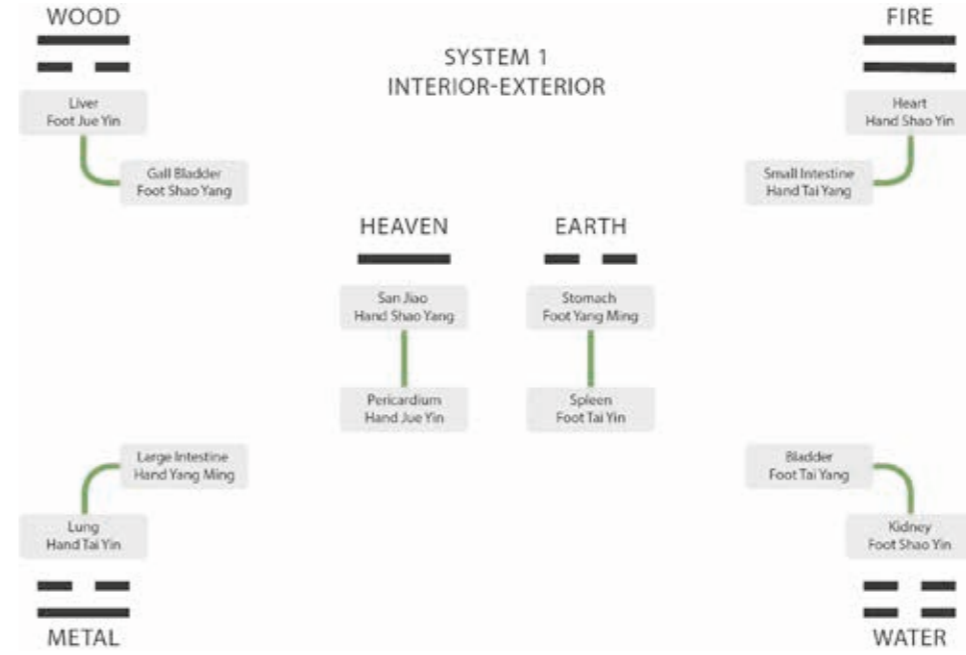 WOOD
FIRE
SYSTEM 1
INTERIOR-EXTERIOR
Liver
Foot Jue Yin
Heart
Hand Shao Yin
Gall Bladder
Foot Shao Yang
Small Intestine
Hand Tai Yang
HEAVEN
EARTH
San Jiao
Hand Shao Yang
Stomach
Foot Yang Ming
Pericardium
Hand Jue Yin
Spleen
Foot Tai Yin
Large Intestine
Hand Yang Ming
Bladder
Foot Tai Yang
Lung
Hand Tai Yin
Kidney
Foot Shao Yin
METAL
WATER